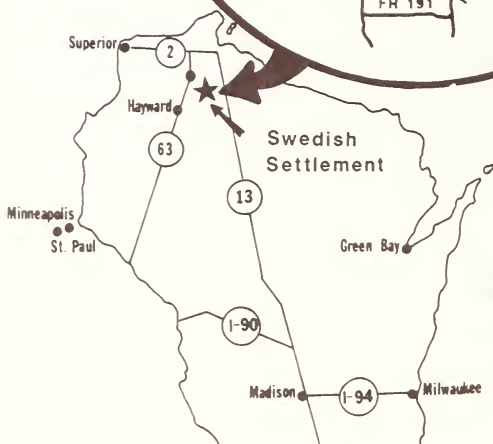 FR 191
Superior
2
Hayward
Swedish
Settlement
63
13
Minneapolis
St. Paul
Green Bay
I-90
Madison
I-94
Milwaukee